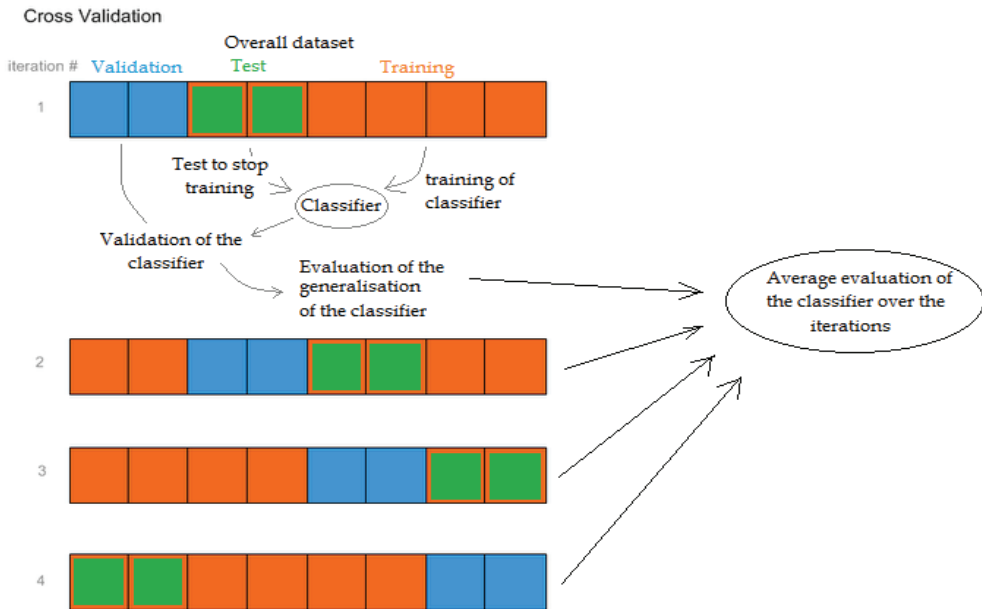 Cross Validation
Overall dataset
iteration # Validation Test Training
1
Test to stop
training
training of
classifier
Classifier
Validation of the
classifier
Evaluation of the
generalisation
of the classifier
Average evaluation of
the classifier over the
iterations
2
3
4